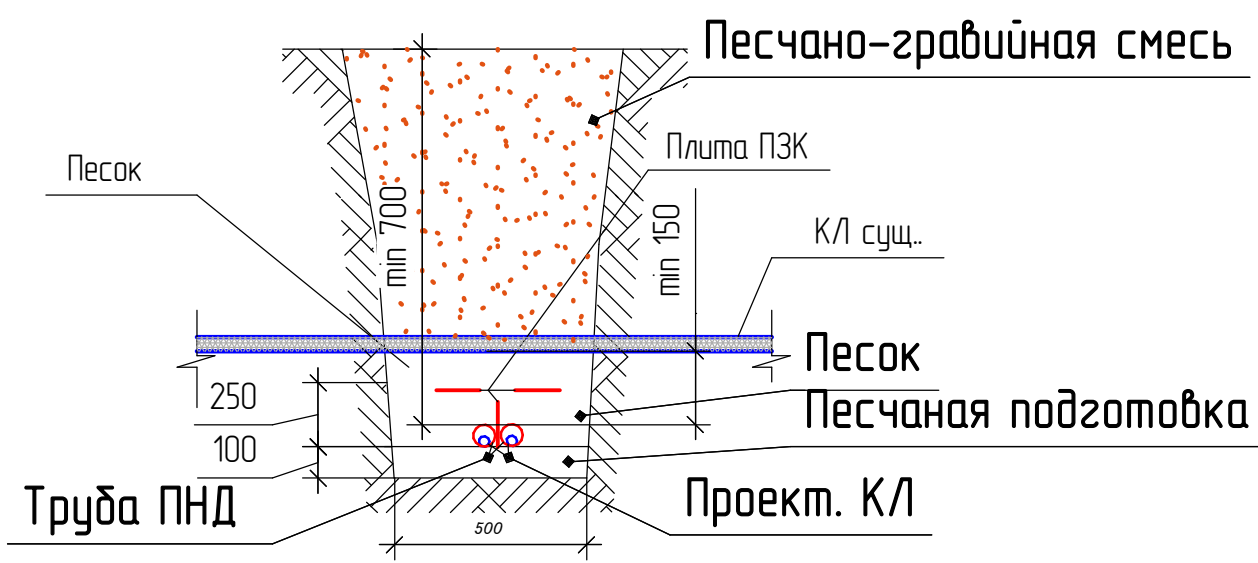 Песчано-гравийная смесь
Плита ПЗК
Песок
min 700
min 150
КЛ сущ..
Песок
250
Песчаная подготовка
100
Труба ПНД
Проект. КЛ
500